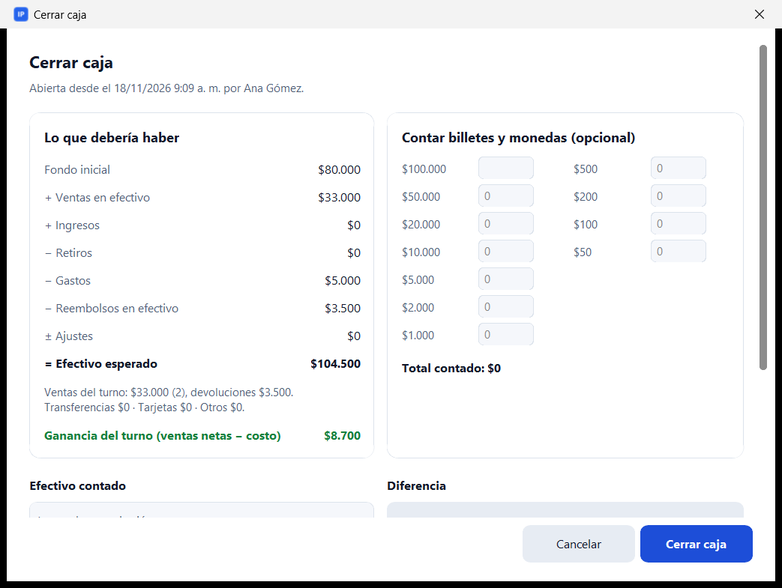 IP Cerrar caja
Cerrar caja
Abierta desde el 18/11/2026 9:09 a. m. por Ana Gómez.
Lo que debería haber
Fondo inicial $80.000
+ Ventas en efectivo $33.000
+ Ingresos $0
− Retiros $0
− Gastos $5.000
− Reembolsos en efectivo $3.500
± Ajustes $0
= Efectivo esperado $104.500
Ventas del turno: $33.000 (2), devoluciones $3.500.
Transferencias $0 · Tarjetas $0 · Otros $0.
Ganancia del turno (ventas netas − costo) $8.700
Contar billetes y monedas (opcional)
$100.000 $500 0
$50.000 0 $200 0
$20.000 0 $100 0
$10.000 0 $50 0
$5.000 0
$2.000 0
$1.000 0
Total contado: $0
Efectivo contado
Diferencia
Cancelar
Cerrar caja